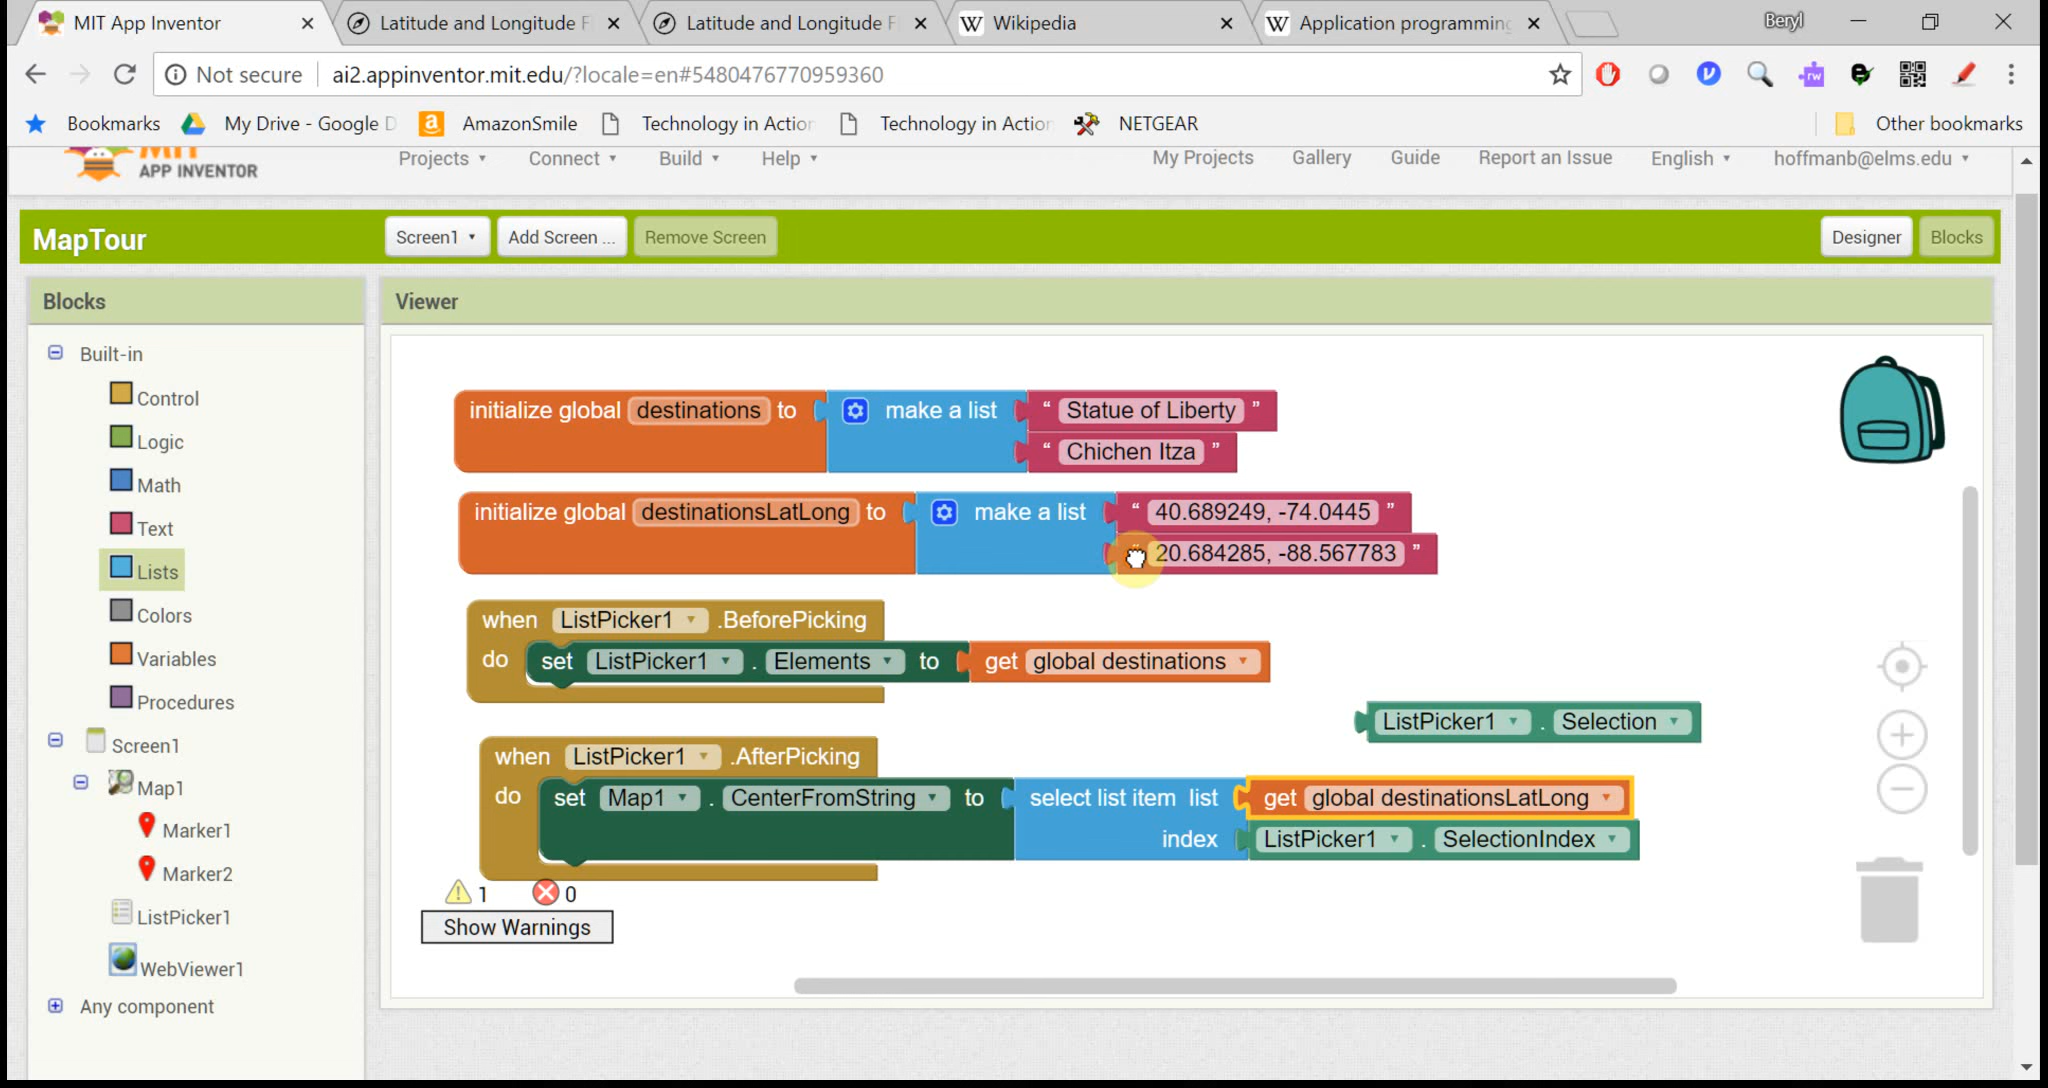 MIT App Inventor
Latitude and Longitude F
Latitude and Longitude F
W Wikipedia
W Application programming
Beryl
Not secure ai2.appinventor.mit.edu/?locale=en#5480476770959360
rw
Bookmarks My Drive - Google D a AmazonSmile Technology in Action Technology in Action NETGEAR Other bookmarks
MIT
APP INVENTOR
Projects Connect Build Help My Projects Gallery Guide Report an Issue English hoffmanb@elms.edu
MapTour Screen1 Add Screen ... Remove Screen Designer Blocks
Blocks
Built-in
Control
Logic
Math
Text
Lists
Colors
Variables
Procedures
Screen1
Map1
Marker1
Marker2
ListPicker1
WebViewer1
Any component
Viewer
initialize global destinations to make a list “ Statue of Liberty ”
“ Chichen Itza ”
initialize global destinationsLatLong to make a list “ 40.689249, -74.0445 ”
“ 20.684285, -88.567783 ”
when ListPicker1 .BeforePicking
do set ListPicker1 . Elements to get global destinations
ListPicker1 . Selection
when ListPicker1 .AfterPicking
do set Map1 . CenterFromString to select list item list get global destinationsLatLong
index ListPicker1 . SelectionIndex
1 0
Show Warnings